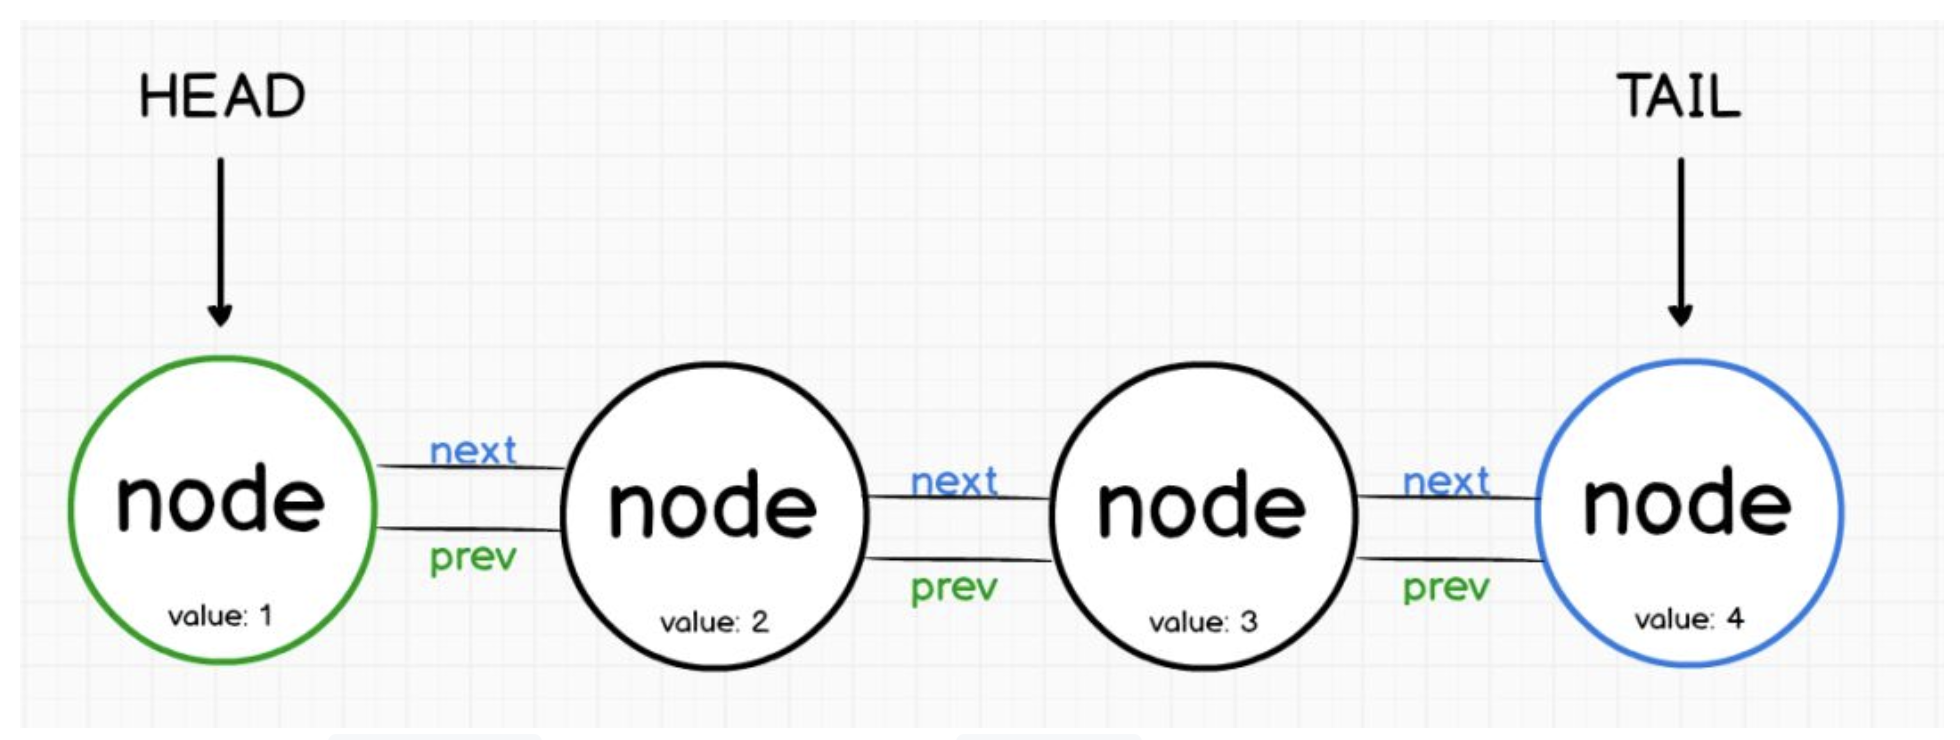 HEAD
TAIL
node
value: 1
next
prev
node
value: 2
next
prev
node
value: 3
next
prev
node
value: 4